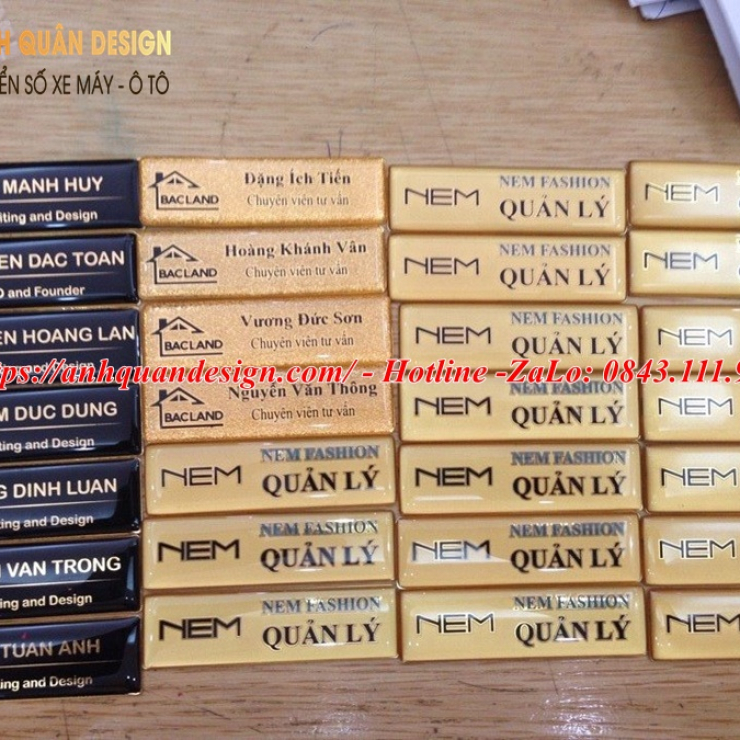 H QUÂN DESIGN
ỂN SỐ XE MÁY - Ô TÔ
MANH HUY
ting and Design
EN DAC TOAN
O and Founder
EN HOANG LAN
Design
M DUC DUNG
ting and Design
G DINH LUAN
ting and Design
VAN TRONG
ting and Design
TUAN ANH
ting and Design
BACLAND
Đặng Ích Tiến
Chuyên viên tư vấn
BACLAND
Hoàng Khánh Vân
Chuyên viên tư vấn
BACLAND
Vương Đức Sơn
Chuyên viên tư vấn
BACLAND
Nguyễn Văn Thông
Chuyên viên tư vấn
NEM
NEM FASHION
QUẢN LÝ
NEM
NEM FASHION
QUẢN LÝ
NEM
NEM FASHION
QUẢN LÝ
NEM
NEM FASHION
QUẢN LÝ
NEM
NEM FASHION
QUẢN LÝ
NEM
NEM FASHION
QUẢN LÝ
NEM
NEM FASHION
QUẢN LÝ
NEM
NEM FASHION
QUẢN LÝ
NEM
NEM FASHION
QUẢN LÝ
NEM
NEM FASHION
QUẢN LÝ
NEM
NEM
NEM
NEM
NEM
NEM
NEM
ps://anhquandesign.com/ - Hotline -ZaLo: 0843.111.9